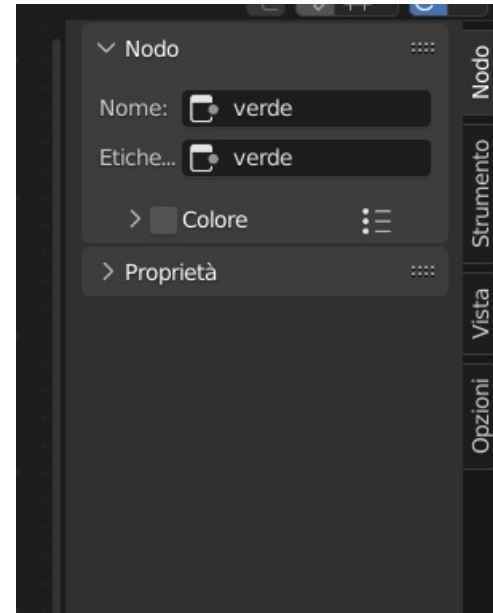 Nodo
Nome: verde
Etiche... verde
Colore
Proprietà
Nodo
Strumento
Vista
Opzioni